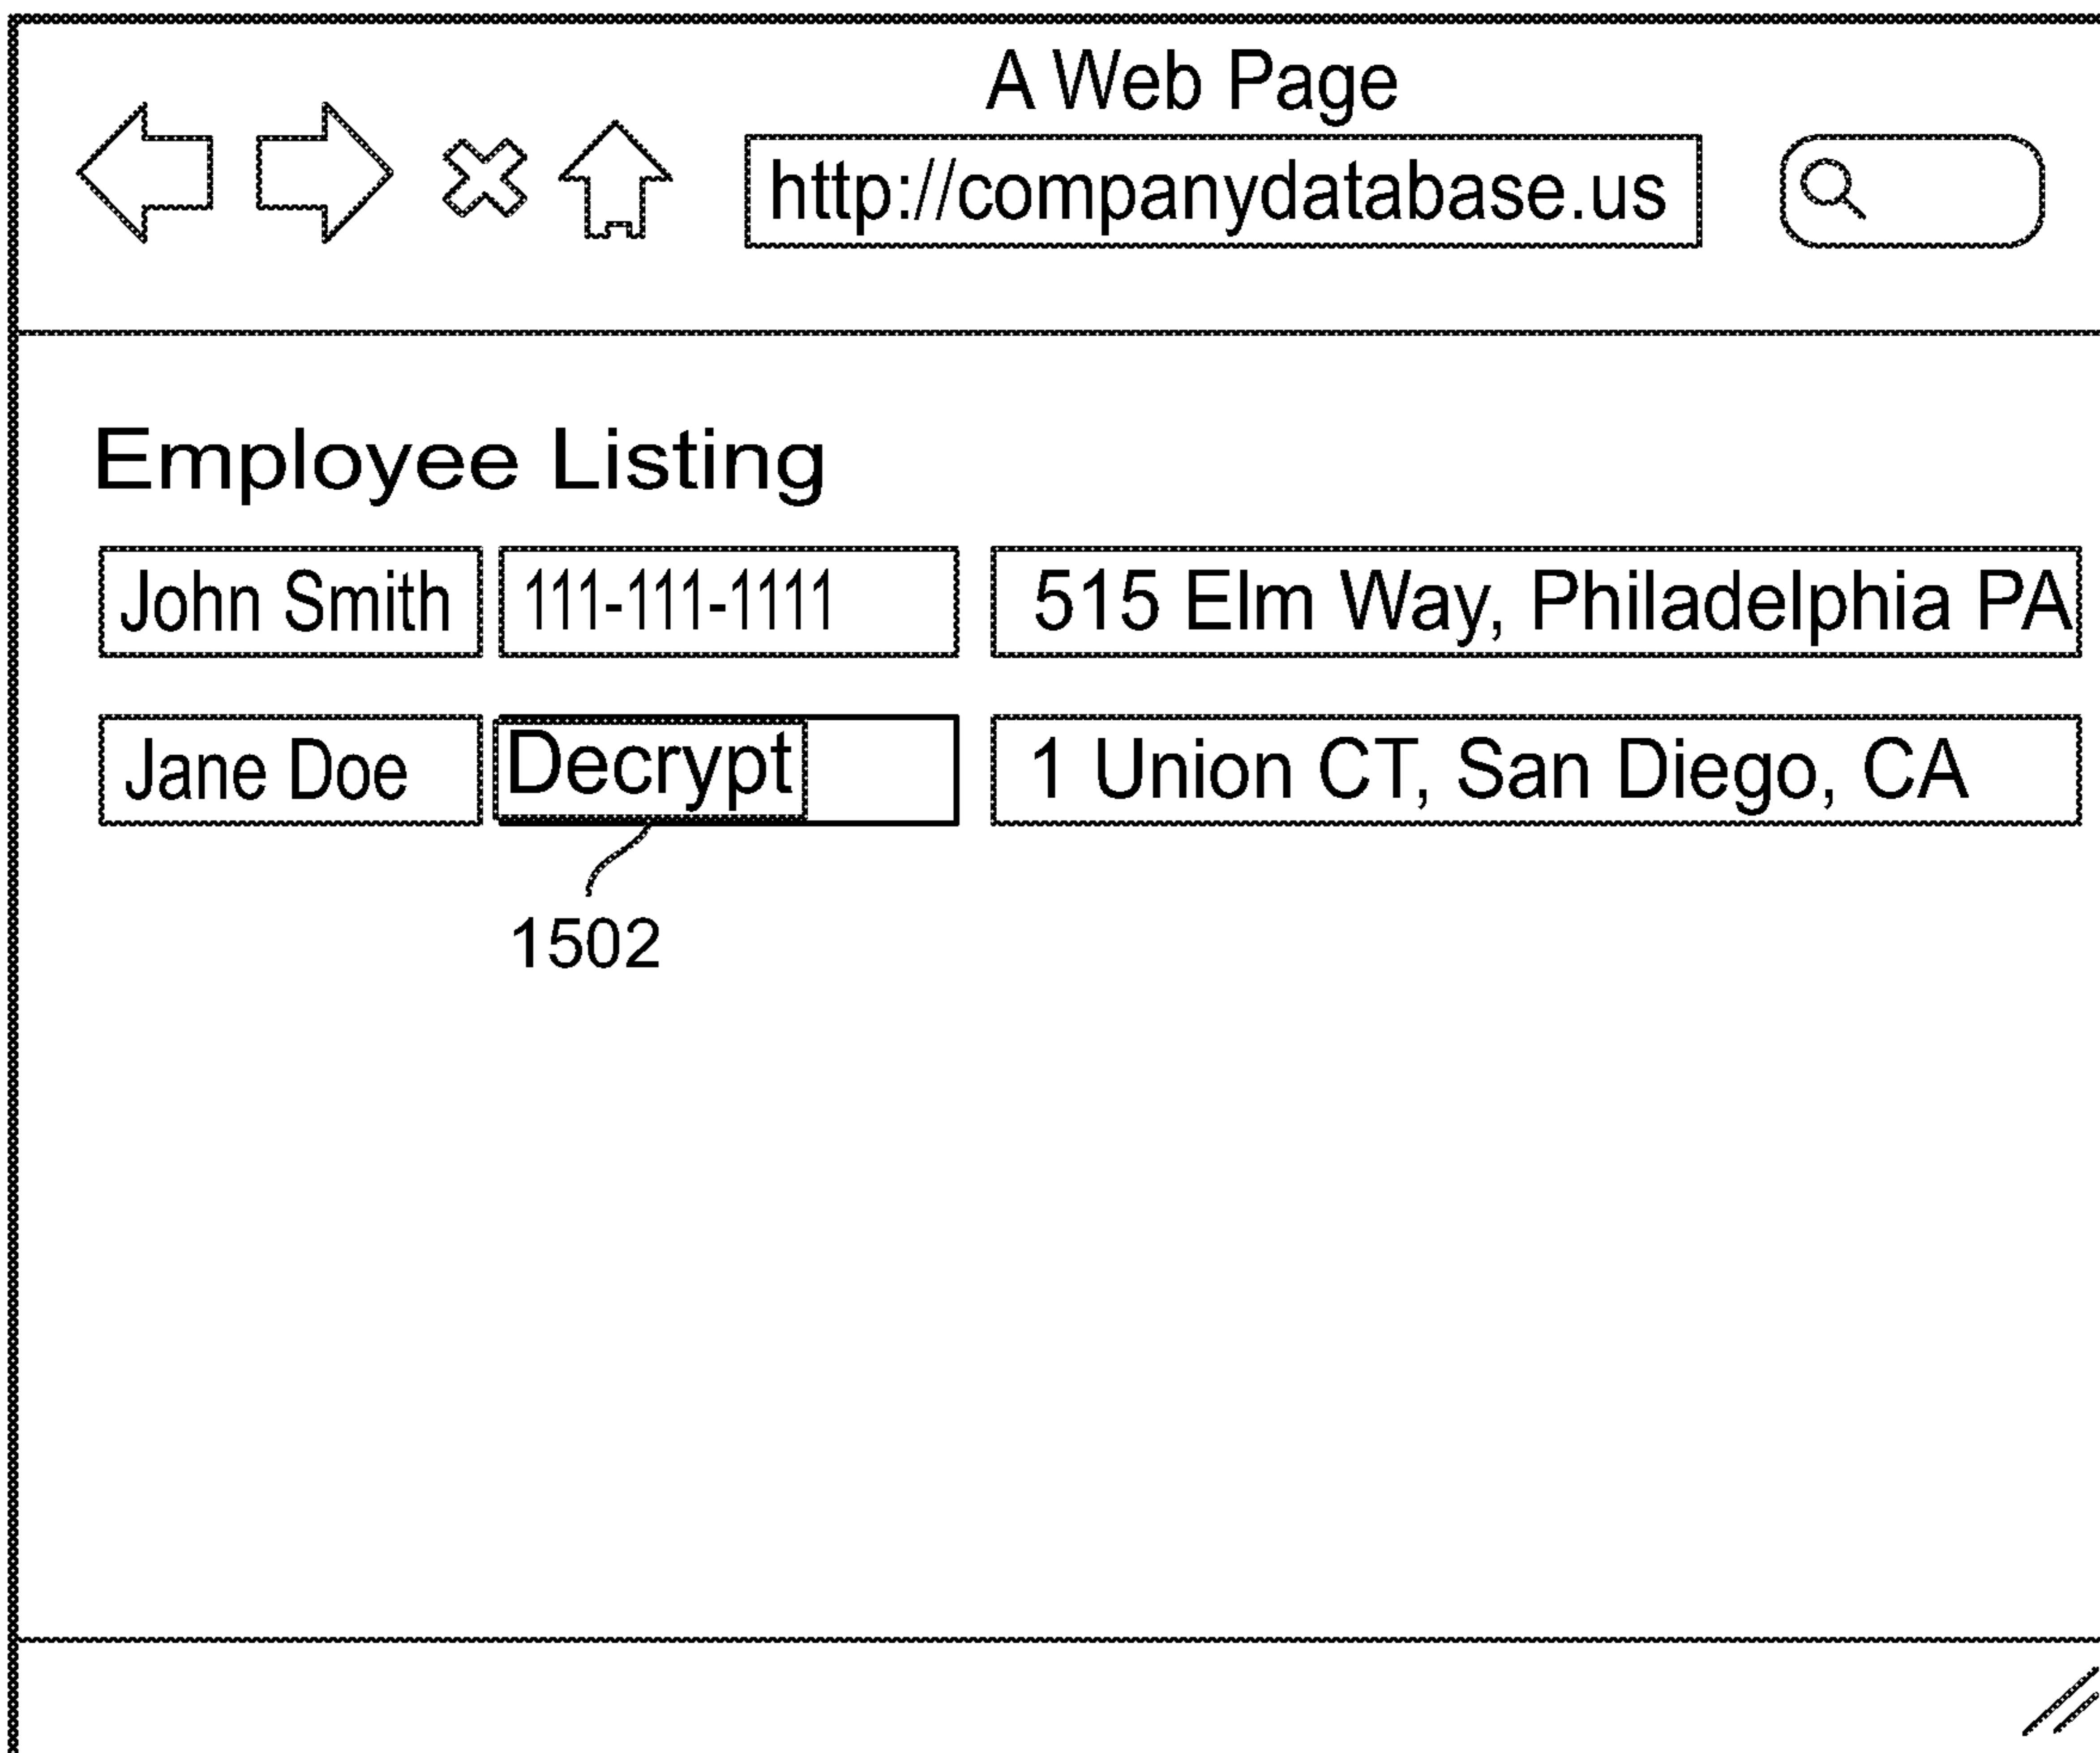 A Web Page
http://companydatabase.us
Employee Listing
John Smith 111-111-1111 515 Elm Way, Philadelphia PA
Jane Doe Decrypt 1 Union CT, San Diego, CA
1502